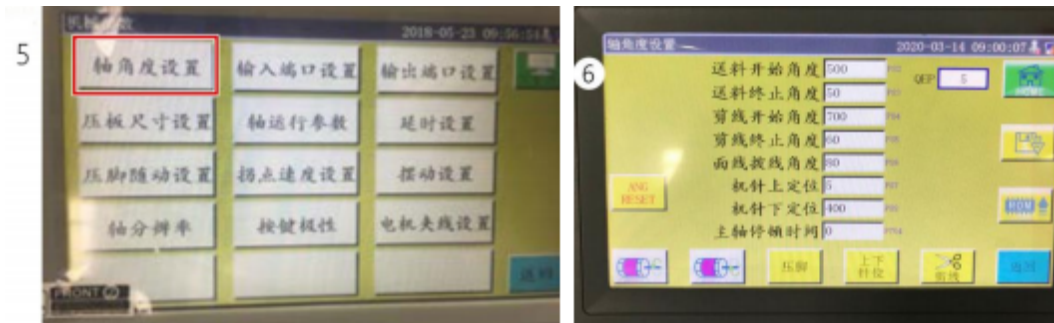 5
机械参数
2018-05-23 09:56:54
轴角度设置 输入端口设置 输出端口设置
压板尺寸设置 轴运行参数 延时设置
压脚随动设置 拐点速度设置 摆动设置
轴分辨率 按键极性 电机夹线设置
返回
FRONT
6
轴角度设置
2020-03-14 09:00:07
送料开始角度 500
QEP 5
送料终止角度 50
剪线开始角度 700
剪线终止角度 60
面线拨线角度 80
机针上定位 5
机针下定位 400
主轴停顿时间 0
ANG RESET
HOME
ROM
压脚
上下
针位
剪线
返回